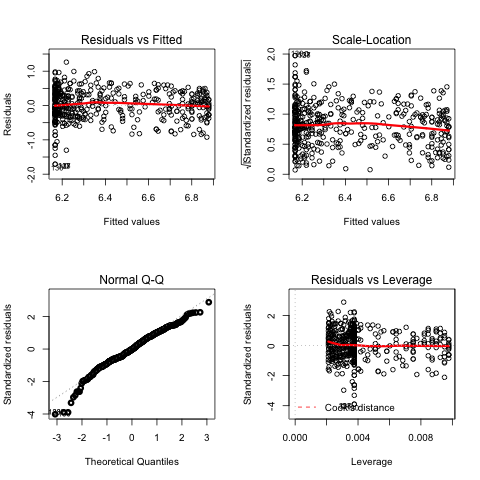 Residuals vs Fitted
Residuals
-2.0
-1.0
0.0
1.0
6.2
6.4
6.6
6.8
Fitted values
Scale-Location
√|Standardized residuals|
0.0
0.5
1.0
1.5
2.0
6.2
6.4
6.6
6.8
Fitted values
Normal Q-Q
Standardized residuals
-4
-2
0
2
-3
-2
-1
0
1
2
3
Theoretical Quantiles
Residuals vs Leverage
Standardized residuals
-4
-2
0
2
Cook's distance
0.000
0.004
0.008
Leverage